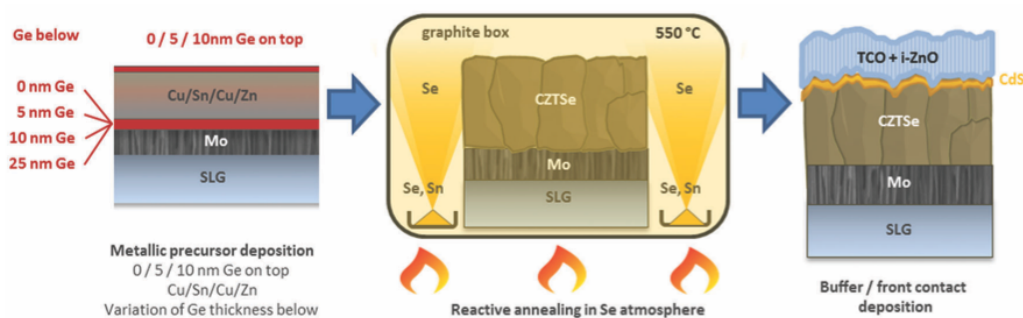 Ge below
0 nm Ge
5 nm Ge
10 nm Ge
25 nm Ge
0 / 5 / 10nm Ge on top
Cu/Sn/Cu/Zn
Mo
SLG
Metallic precursor deposition
0 / 5 / 10 nm Ge on top
Cu/Sn/Cu/Zn
Variation of Ge thickness below
graphite box
550 °C
Se
CZTSe
Se
Mo
Se, Sn
SLG
Se, Sn
Reactive annealing in Se atmosphere
TCO + i-ZnO
CdS
CZTSe
Mo
SLG
Buffer / front contact
deposition